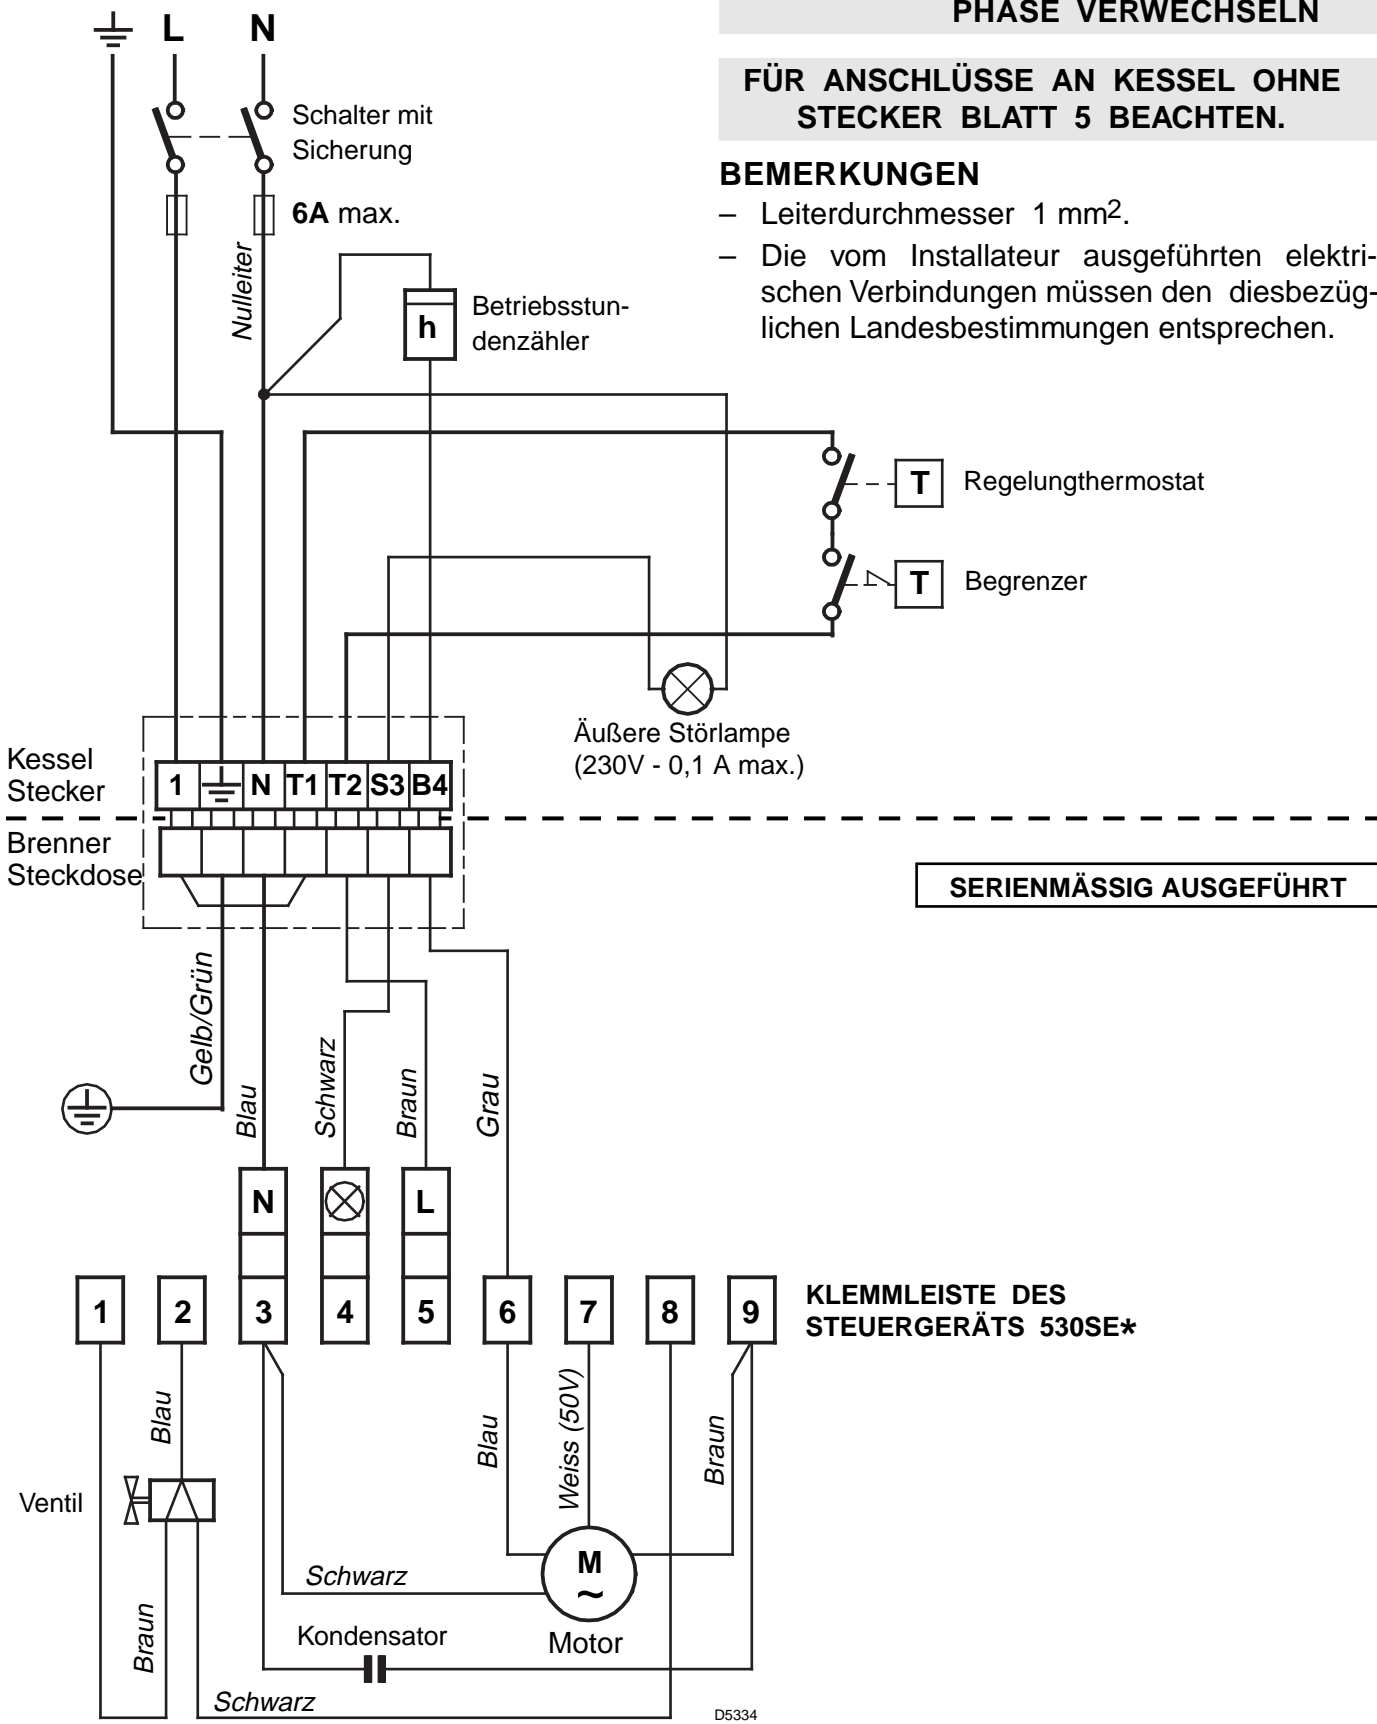 PHASE VERWECHSELN
FÜR ANSCHLÜSSE AN KESSEL OHNE
STECKER BLATT 5 BEACHTEN.
BEMERKUNGEN
– Leiterdurchmesser 1 mm2.
– Die vom Installateur ausgeführten elektri-
schen Verbindungen müssen den diesbezüg-
lichen Landesbestimmungen entsprechen.
L N
Schalter mit
Sicherung
6A max.
Nulleiter
h
Betriebsstun-
denzähler
T Regelungthermostat
T Begrenzer
Äußere Störlampe
(230V - 0,1 A max.)
Kessel
Stecker
1 N T1 T2 S3 B4
Brenner
Steckdose
SERIENMÄSSIG AUSGEFÜHRT
Gelb/Grün
Blau
Schwarz
Braun
Grau
N L
1 2 3 4 5 6 7 8 9
KLEMMLEISTE DES
STEUERGERÄTS 530SE*
Blau
Blau
Weiss (50V)
Braun
Ventil
M
~
Schwarz
Braun
Kondensator
Motor
Schwarz
D5334